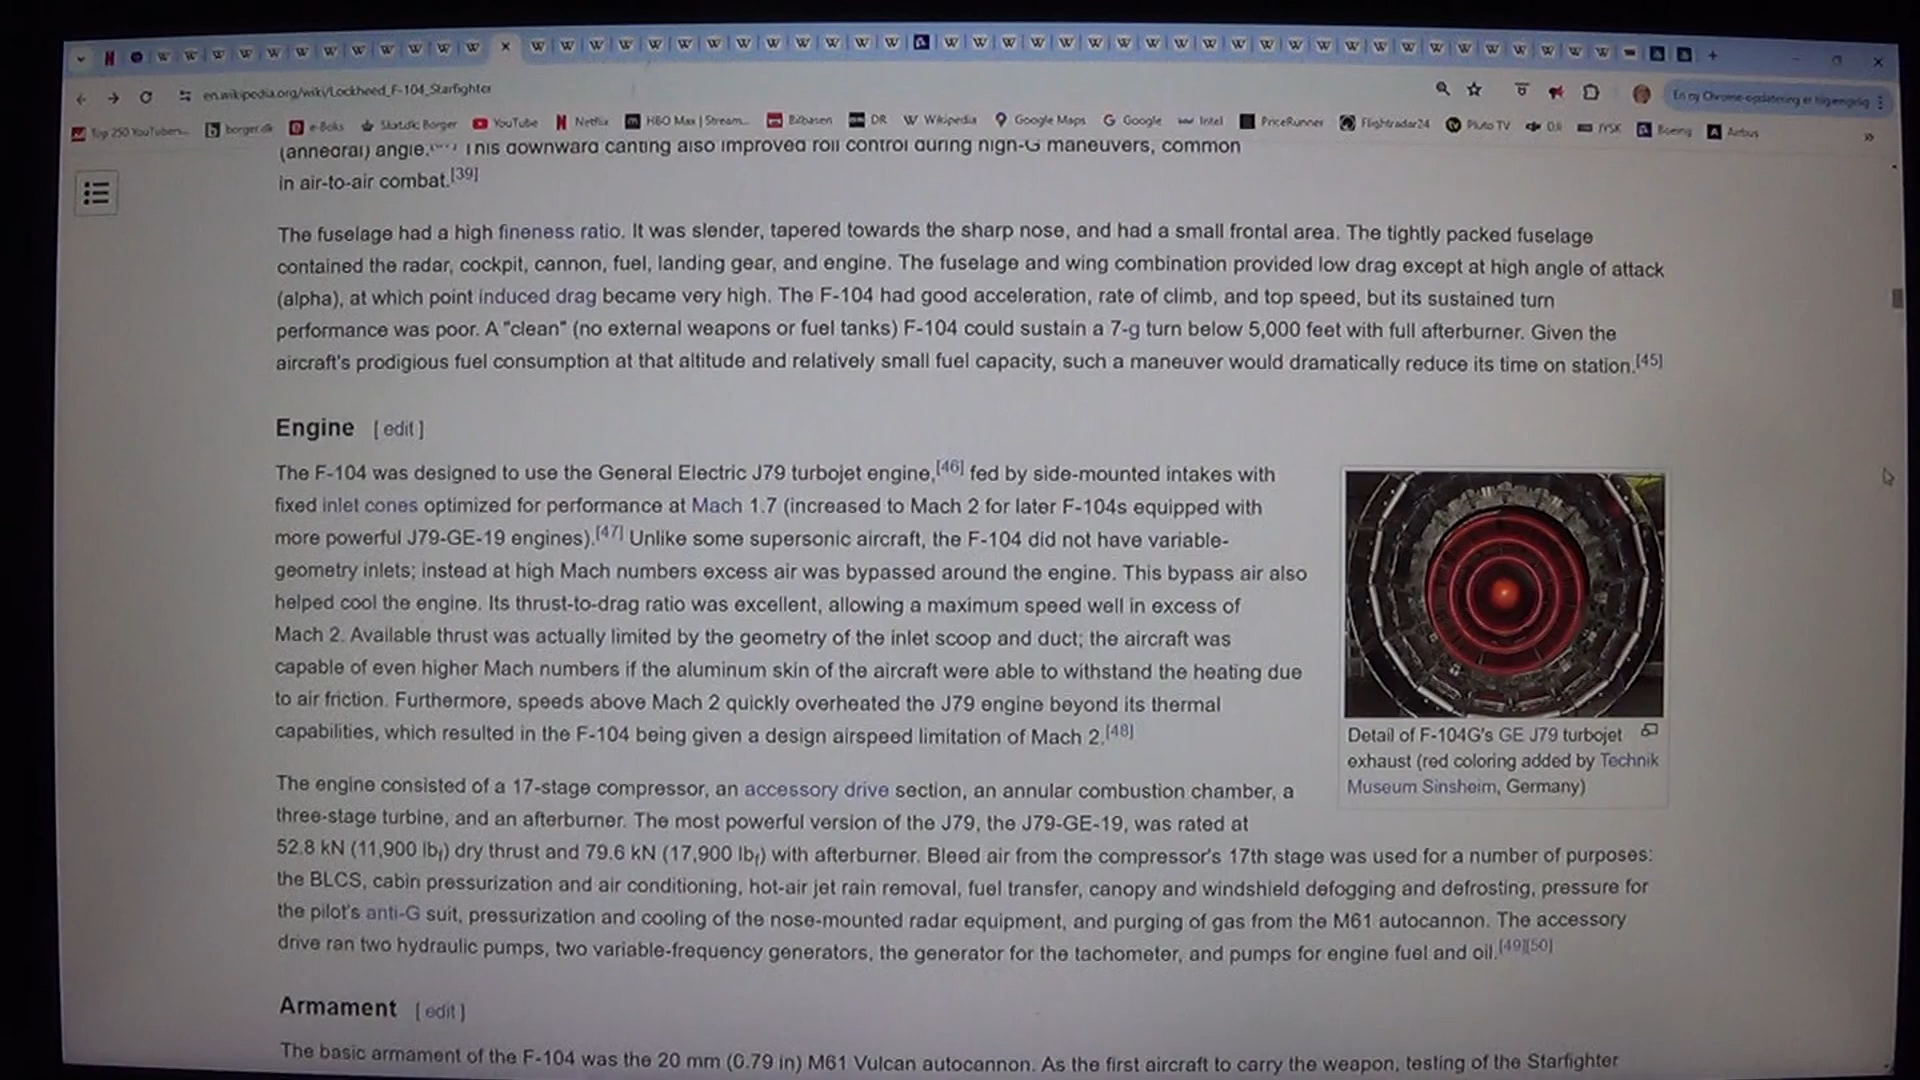 en.wikipedia.org/wiki/Lockheed_F-104_Starfighter
En ny Chrome-opdatering er tilgængelig
Top 250 YouTubers... borger.dk e-Boks Skat.dk: Borger YouTube Netflix HBO Max | Stream... Bilbasen DR Wikipedia Google Maps Google Intel PriceRunner Flightradar24 Pluto TV DJI JYSK Boeing Airbus
(anhedral) angle. This downward canting also improved roll control during high-G maneuvers, common
in air-to-air combat.[39]
The fuselage had a high fineness ratio. It was slender, tapered towards the sharp nose, and had a small frontal area. The tightly packed fuselage
contained the radar, cockpit, cannon, fuel, landing gear, and engine. The fuselage and wing combination provided low drag except at high angle of attack
(alpha), at which point induced drag became very high. The F-104 had good acceleration, rate of climb, and top speed, but its sustained turn
performance was poor. A "clean" (no external weapons or fuel tanks) F-104 could sustain a 7-g turn below 5,000 feet with full afterburner. Given the
aircraft's prodigious fuel consumption at that altitude and relatively small fuel capacity, such a maneuver would dramatically reduce its time on station.[45]
Engine [ edit ]
The F-104 was designed to use the General Electric J79 turbojet engine,[46] fed by side-mounted intakes with
fixed inlet cones optimized for performance at Mach 1.7 (increased to Mach 2 for later F-104s equipped with
more powerful J79-GE-19 engines).[47] Unlike some supersonic aircraft, the F-104 did not have variable-
geometry inlets; instead at high Mach numbers excess air was bypassed around the engine. This bypass air also
helped cool the engine. Its thrust-to-drag ratio was excellent, allowing a maximum speed well in excess of
Mach 2. Available thrust was actually limited by the geometry of the inlet scoop and duct; the aircraft was
capable of even higher Mach numbers if the aluminum skin of the aircraft were able to withstand the heating due
to air friction. Furthermore, speeds above Mach 2 quickly overheated the J79 engine beyond its thermal
capabilities, which resulted in the F-104 being given a design airspeed limitation of Mach 2.[48]
Detail of F-104G's GE J79 turbojet
exhaust (red coloring added by Technik
Museum Sinsheim, Germany)
The engine consisted of a 17-stage compressor, an accessory drive section, an annular combustion chamber, a
three-stage turbine, and an afterburner. The most powerful version of the J79, the J79-GE-19, was rated at
52.8 kN (11,900 lbf) dry thrust and 79.6 kN (17,900 lbf) with afterburner. Bleed air from the compressor's 17th stage was used for a number of purposes:
the BLCS, cabin pressurization and air conditioning, hot-air jet rain removal, fuel transfer, canopy and windshield defogging and defrosting, pressure for
the pilot's anti-G suit, pressurization and cooling of the nose-mounted radar equipment, and purging of gas from the M61 autocannon. The accessory
drive ran two hydraulic pumps, two variable-frequency generators, the generator for the tachometer, and pumps for engine fuel and oil.[49][50]
Armament [ edit ]
The basic armament of the F-104 was the 20 mm (0.79 in) M61 Vulcan autocannon. As the first aircraft to carry the weapon, testing of the Starfighter